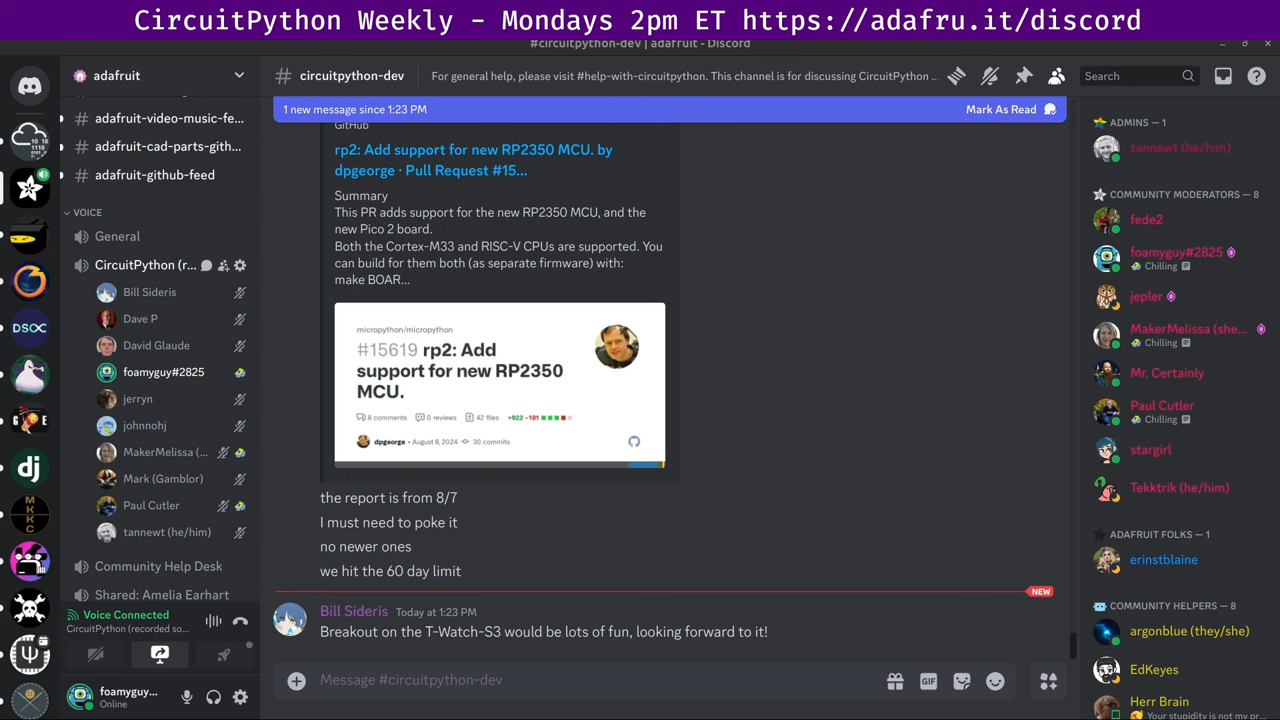 CircuitPython Weekly - Mondays 2pm ET https://adafru.it/discord
#circuitpython-dev | adafruit - Discord
adafruit
circuitpython-dev
For general help, please visit #help-with-circuitpython. This channel is for discussing CircuitPython ...
Search
1 new message since 1:23 PM
Mark As Read
# adafruit-video-music-fe...
# adafruit-cad-parts-gith...
# adafruit-github-feed
VOICE
General
CircuitPython (r...
Bill Sideris
Dave P
David Glaude
foamyguy#2825
jerryn
johnnohj
MakerMelissa (...
Mark (Gamblor)
Paul Cutler
tannewt (he/him)
Community Help Desk
Shared: Amelia Earhart
Voice Connected
CircuitPython (recorded so...
foamyguy...
Online
DSOC
dj
MK
KC
GitHub
rp2: Add support for new RP2350 MCU. by
dpgeorge · Pull Request #15...
Summary
This PR adds support for the new RP2350 MCU, and the
new Pico 2 board.
Both the Cortex-M33 and RISC-V CPUs are supported. You
can build for them both (as separate firmware) with:
make BOAR...
micropython/micropython
#15619 rp2: Add
support for new RP2350
MCU.
8 comments 0 reviews 42 files +922 -181
dpgeorge • August 8, 2024 30 commits
the report is from 8/7
I must need to poke it
no newer ones
we hit the 60 day limit
NEW
Bill Sideris Today at 1:23 PM
Breakout on the T-Watch-S3 would be lots of fun, looking forward to it!
Message #circuitpython-dev
GIF
ADMINS — 1
tannewt (he/him)
COMMUNITY MODERATORS — 8
fede2
foamyguy#2825
Chilling
jepler
MakerMelissa (she...
Chilling
Mr. Certainly
Paul Cutler
Chilling
stargirl
Tekktrik (he/him)
ADAFRUIT FOLKS — 1
erinstblaine
COMMUNITY HELPERS — 8
argonblue (they/she)
EdKeyes
Herr Brain
Your stupidity is not my pr...